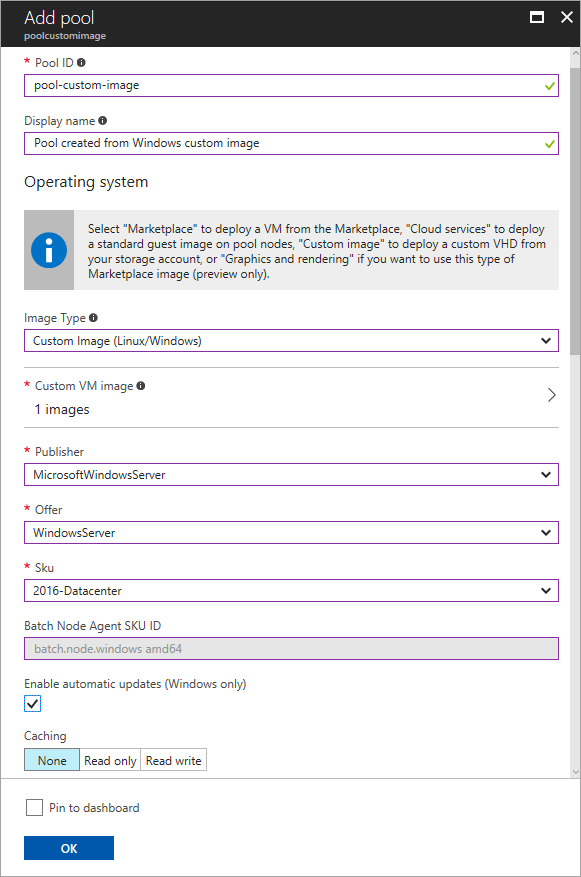 Add pool
poolcustomimage
* Pool ID
pool-custom-image
Display name
Pool created from Windows custom image
Operating system
Select "Marketplace" to deploy a VM from the Marketplace, "Cloud services" to deploy
a standard guest image on pool nodes, "Custom image" to deploy a custom VHD from
your storage account, or "Graphics and rendering" if you want to use this type of
Marketplace image (preview only).
Image Type
Custom Image (Linux/Windows)
* Custom VM image
1 images
* Publisher
MicrosoftWindowsServer
* Offer
WindowsServer
* Sku
2016-Datacenter
Batch Node Agent SKU ID
batch.node.windows amd64
Enable automatic updates (Windows only)
Caching
None Read only Read write
Pin to dashboard
OK